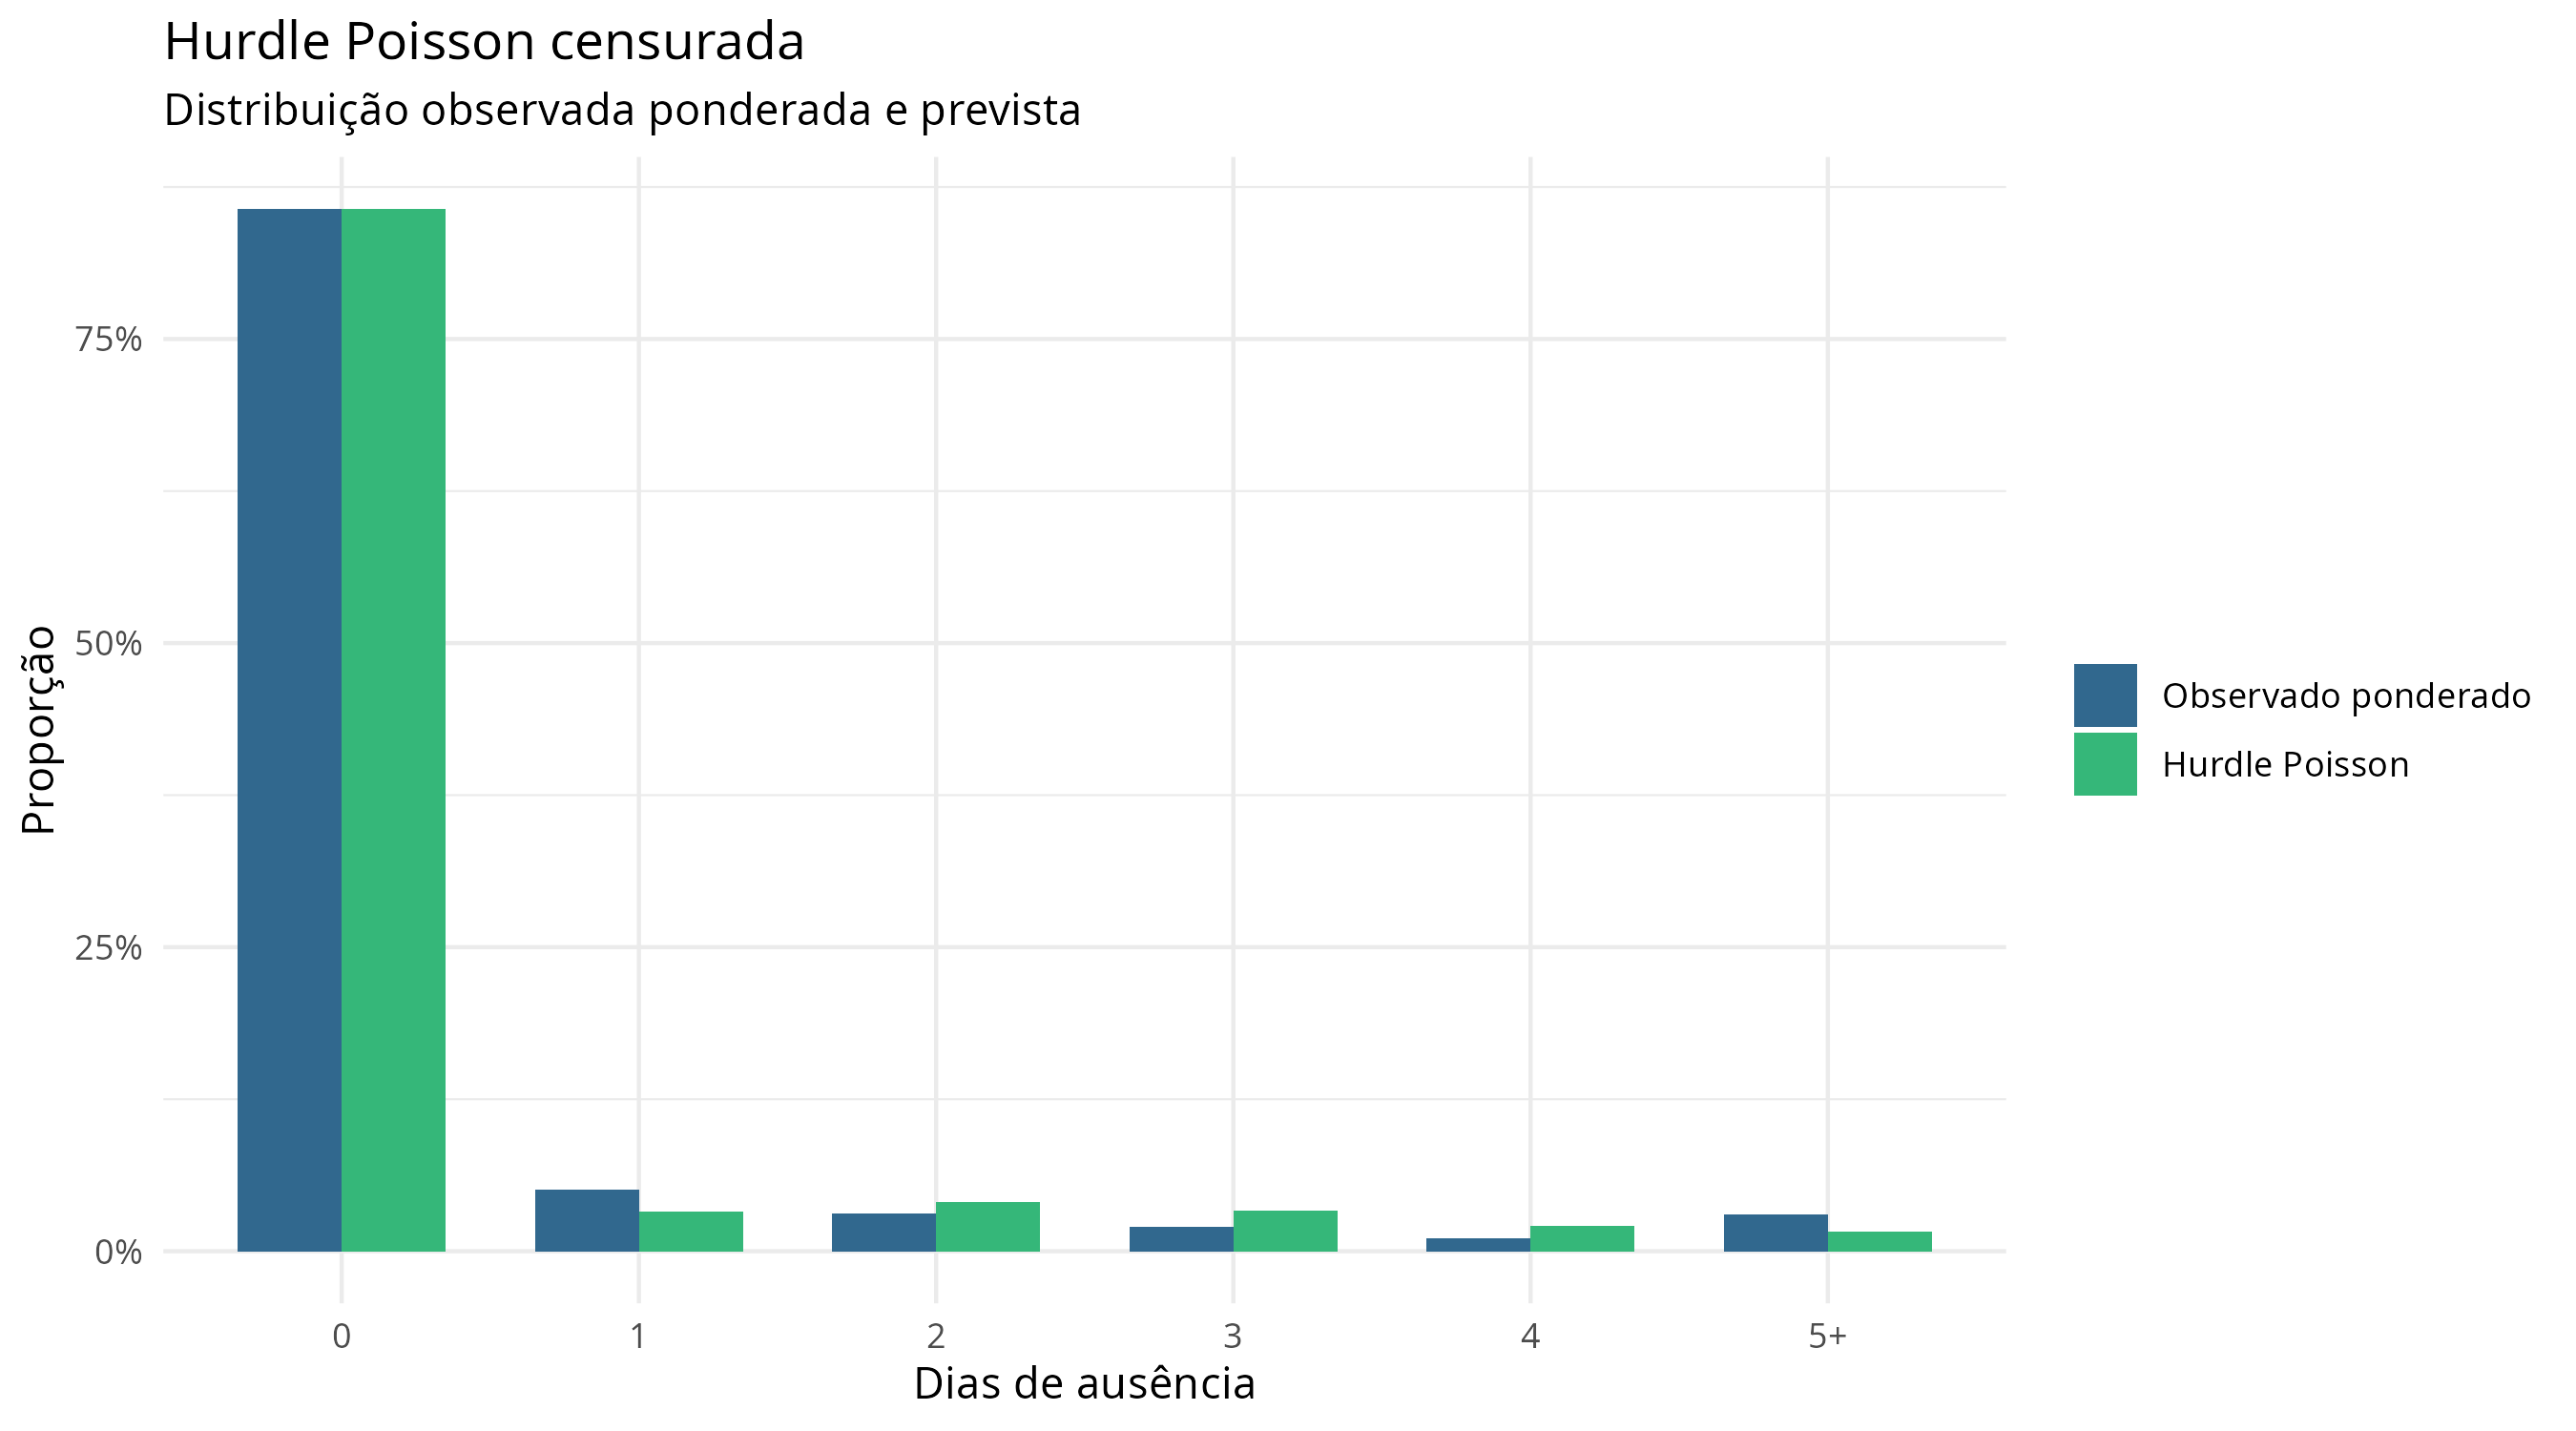 Hurdle Poisson censurada
Distribuição observada ponderada e prevista
Proporção
75%
50%
25%
0%
0
1
2
3
4
5+
Dias de ausência
Observado ponderado
Hurdle Poisson